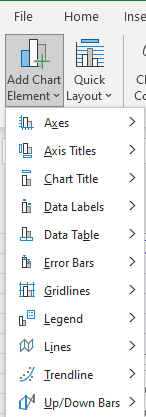 File Home Inse
Add Chart Quick
Element Layout
Axes
Axis Titles
Chart Title
Data Labels
Data Table
Error Bars
Gridlines
Legend
Lines
Trendline
Up/Down Bars